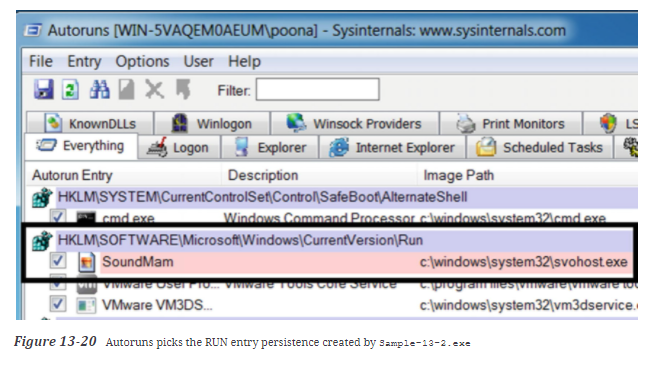 Autoruns [WIN-5VAQEM0AEUM\poona] - Sysinternals: www.sysinternals.com
File Entry Options User Help
Filter:
KnownDLLs Winlogon Winsock Providers Print Monitors LS
Everything Logon Explorer Internet Explorer Scheduled Tasks
Autorun Entry Description Image Path
HKLM\SYSTEM\CurrentControlSet\Control\SafeBoot\AlternateShell
cmd.exe Windows Command Processor c:\windows\system32\cmd.exe
HKLM\SOFTWARE\Microsoft\Windows\CurrentVersion\Run
SoundMam c:\windows\system32\svohost.exe
VMware User Pro... VMware Tools Core Service c:\program files\vmware\vmware too
VMware VM3DS... c:\windows\system32\vm3dservice.
Figure 13-20 Autoruns picks the RUN entry persistence created by Sample-13-2.exe